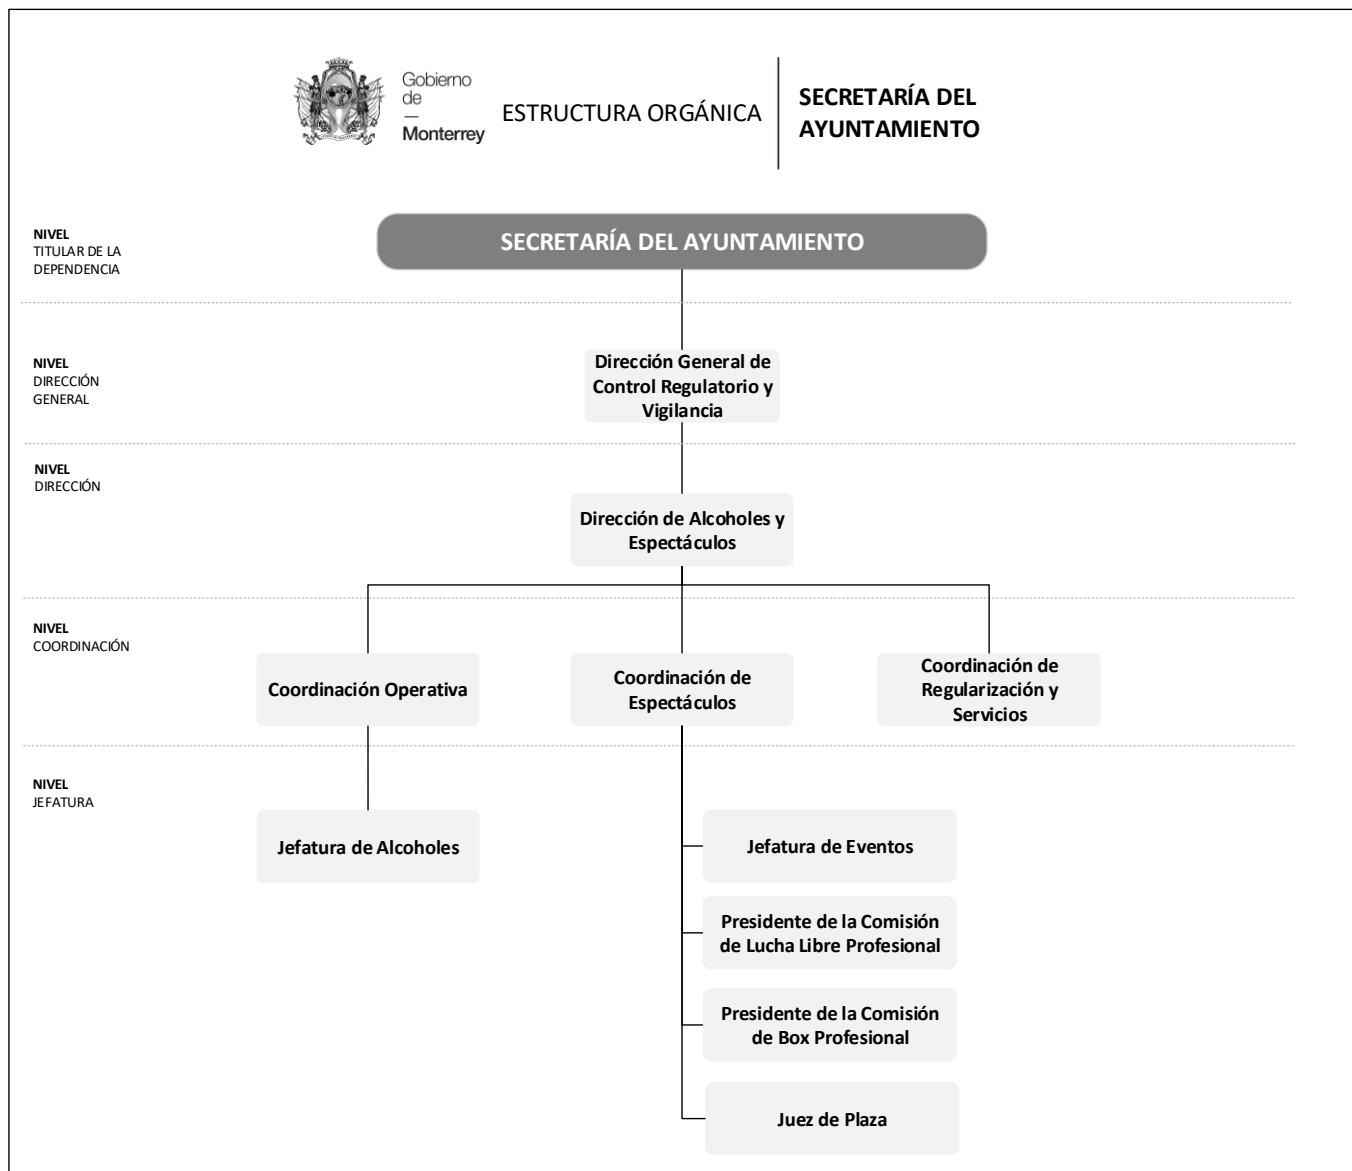 Gobierno
de
—
Monterrey
ESTRUCTURA ORGÁNICA
SECRETARÍA DEL
AYUNTAMIENTO
NIVEL
TITULAR DE LA
DEPENDENCIA
SECRETARÍA DEL AYUNTAMIENTO
NIVEL
DIRECCIÓN
GENERAL
Dirección General de
Control Regulatorio y
Vigilancia
NIVEL
DIRECCIÓN
Dirección de Alcoholes y
Espectáculos
NIVEL
COORDINACIÓN
Coordinación Operativa
Coordinación de
Espectáculos
Coordinación de
Regularización y
Servicios
NIVEL
JEFATURA
Jefatura de Alcoholes
Jefatura de Eventos
Presidente de la Comisión
de Lucha Libre Profesional
Presidente de la Comisión
de Box Profesional
Juez de Plaza